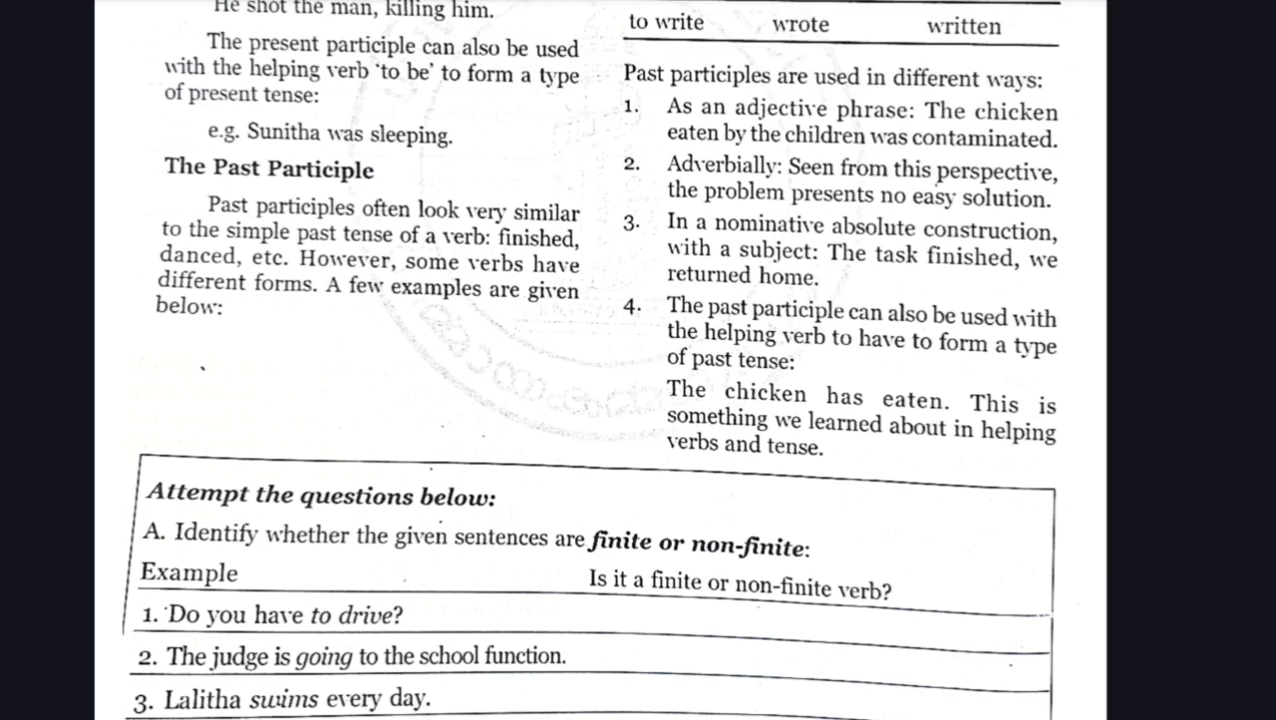 He shot the man, killing him.
The present participle can also be used
with the helping verb ‘to be’ to form a type
of present tense:
e.g. Sunitha was sleeping.
The Past Participle
Past participles often look very similar
to the simple past tense of a verb: finished,
danced, etc. However, some verbs have
different forms. A few examples are given
below:
to write wrote written
Past participles are used in different ways:
1. As an adjective phrase: The chicken
eaten by the children was contaminated.
2. Adverbially: Seen from this perspective,
the problem presents no easy solution.
3. In a nominative absolute construction,
with a subject: The task finished, we
returned home.
4. The past participle can also be used with
the helping verb to have to form a type
of past tense:
The chicken has eaten. This is
something we learned about in helping
verbs and tense.
Attempt the questions below:
A. Identify whether the given sentences are finite or non-finite:
Example Is it a finite or non-finite verb?
1. Do you have to drive?
2. The judge is going to the school function.
3. Lalitha swims every day.